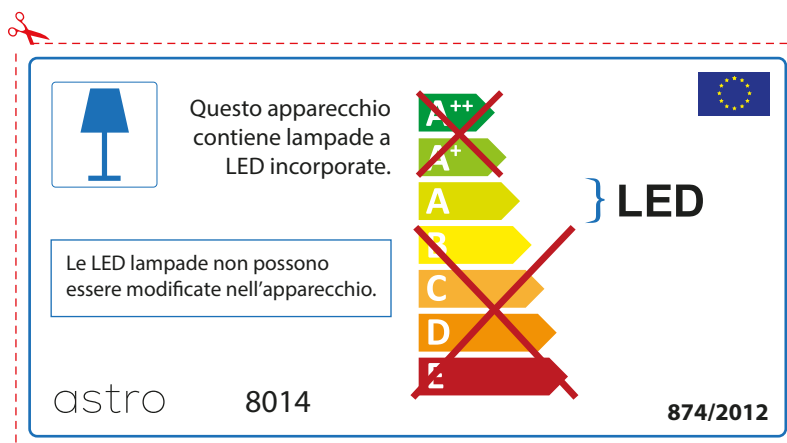 Questo apparecchio
contiene lampade a
LED incorporate.
Le LED lampade non possono
essere modificate nell'apparecchio.
A++
A+
A
B
C
D
E
LED
astro
8014
874/2012